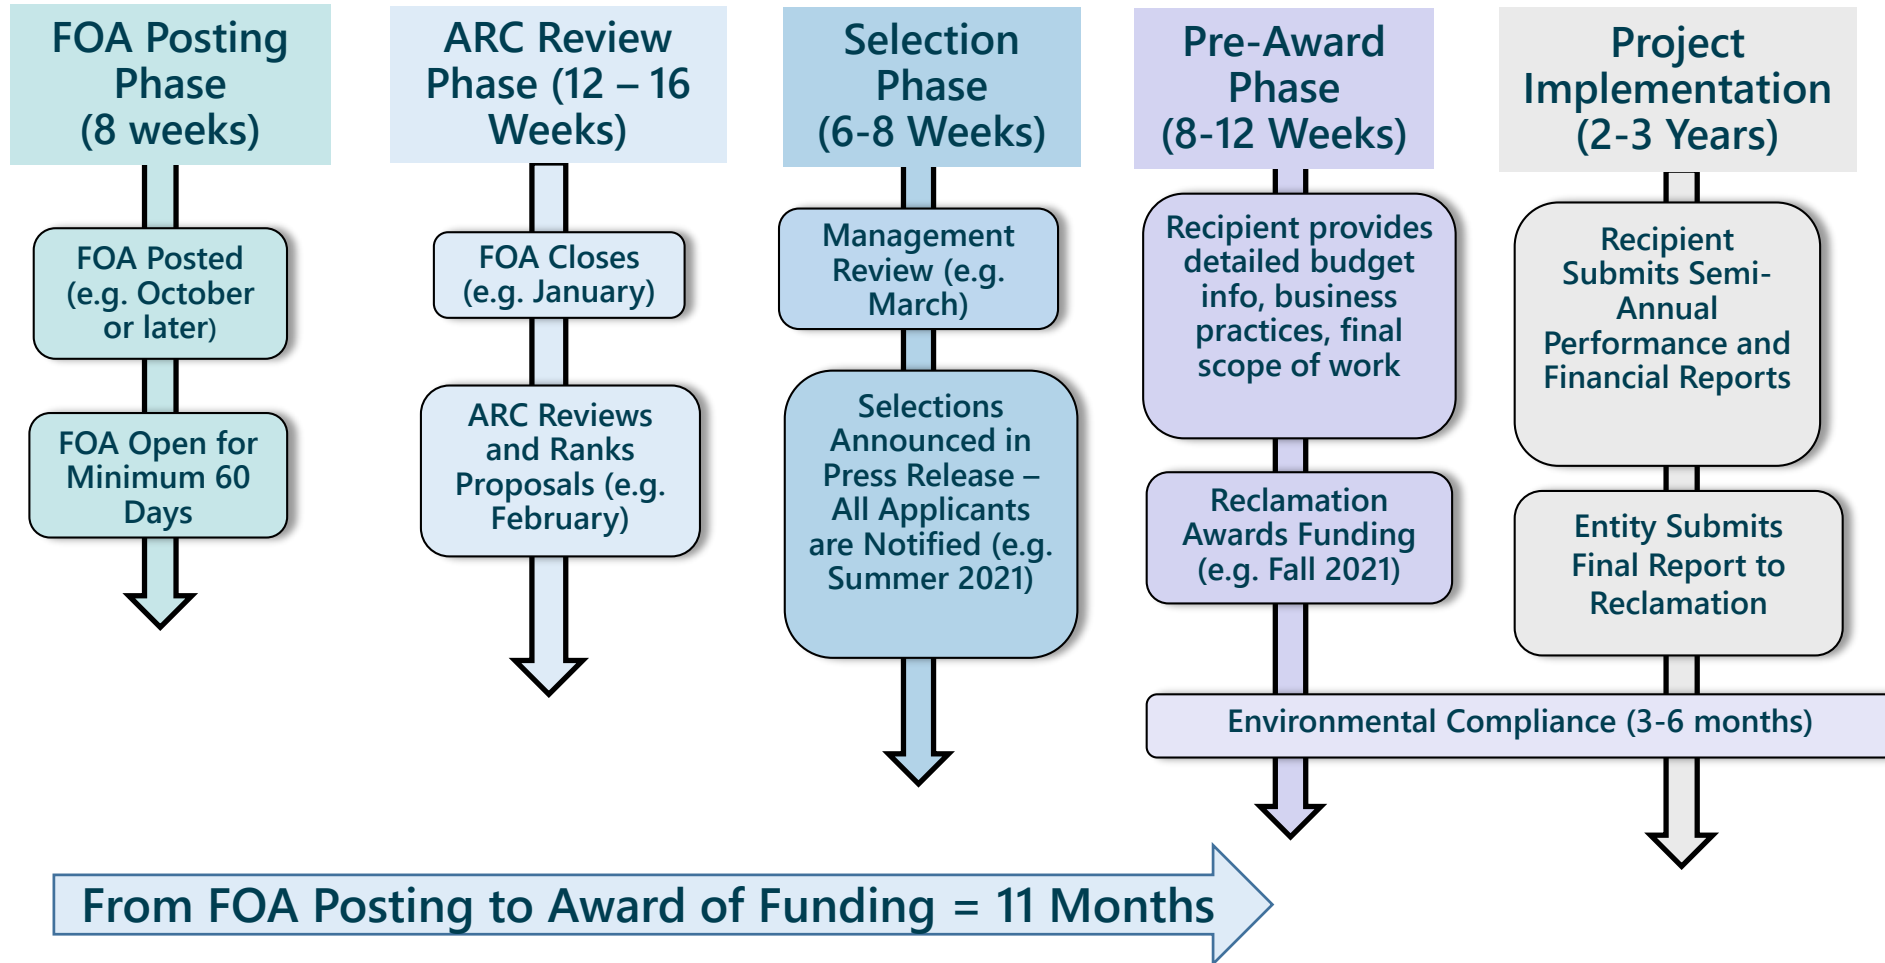 FOA Posting
Phase
(8 weeks)
FOA Posted
(e.g. October
or later)
FOA Open for
Minimum 60
Days
ARC Review
Phase (12 – 16
Weeks)
FOA Closes
(e.g. January)
ARC Reviews
and Ranks
Proposals (e.g.
February)
Selection
Phase
(6-8 Weeks)
Management
Review (e.g.
March)
Selections
Announced in
Press Release –
All Applicants
are Notified (e.g.
Summer 2021)
Pre-Award
Phase
(8-12 Weeks)
Recipient provides
detailed budget
info, business
practices, final
scope of work
Reclamation
Awards Funding
(e.g. Fall 2021)
Project
Implementation
(2-3 Years)
Recipient
Submits Semi-
Annual
Performance and
Financial Reports
Entity Submits
Final Report to
Reclamation
Environmental Compliance (3-6 months)
From FOA Posting to Award of Funding = 11 Months